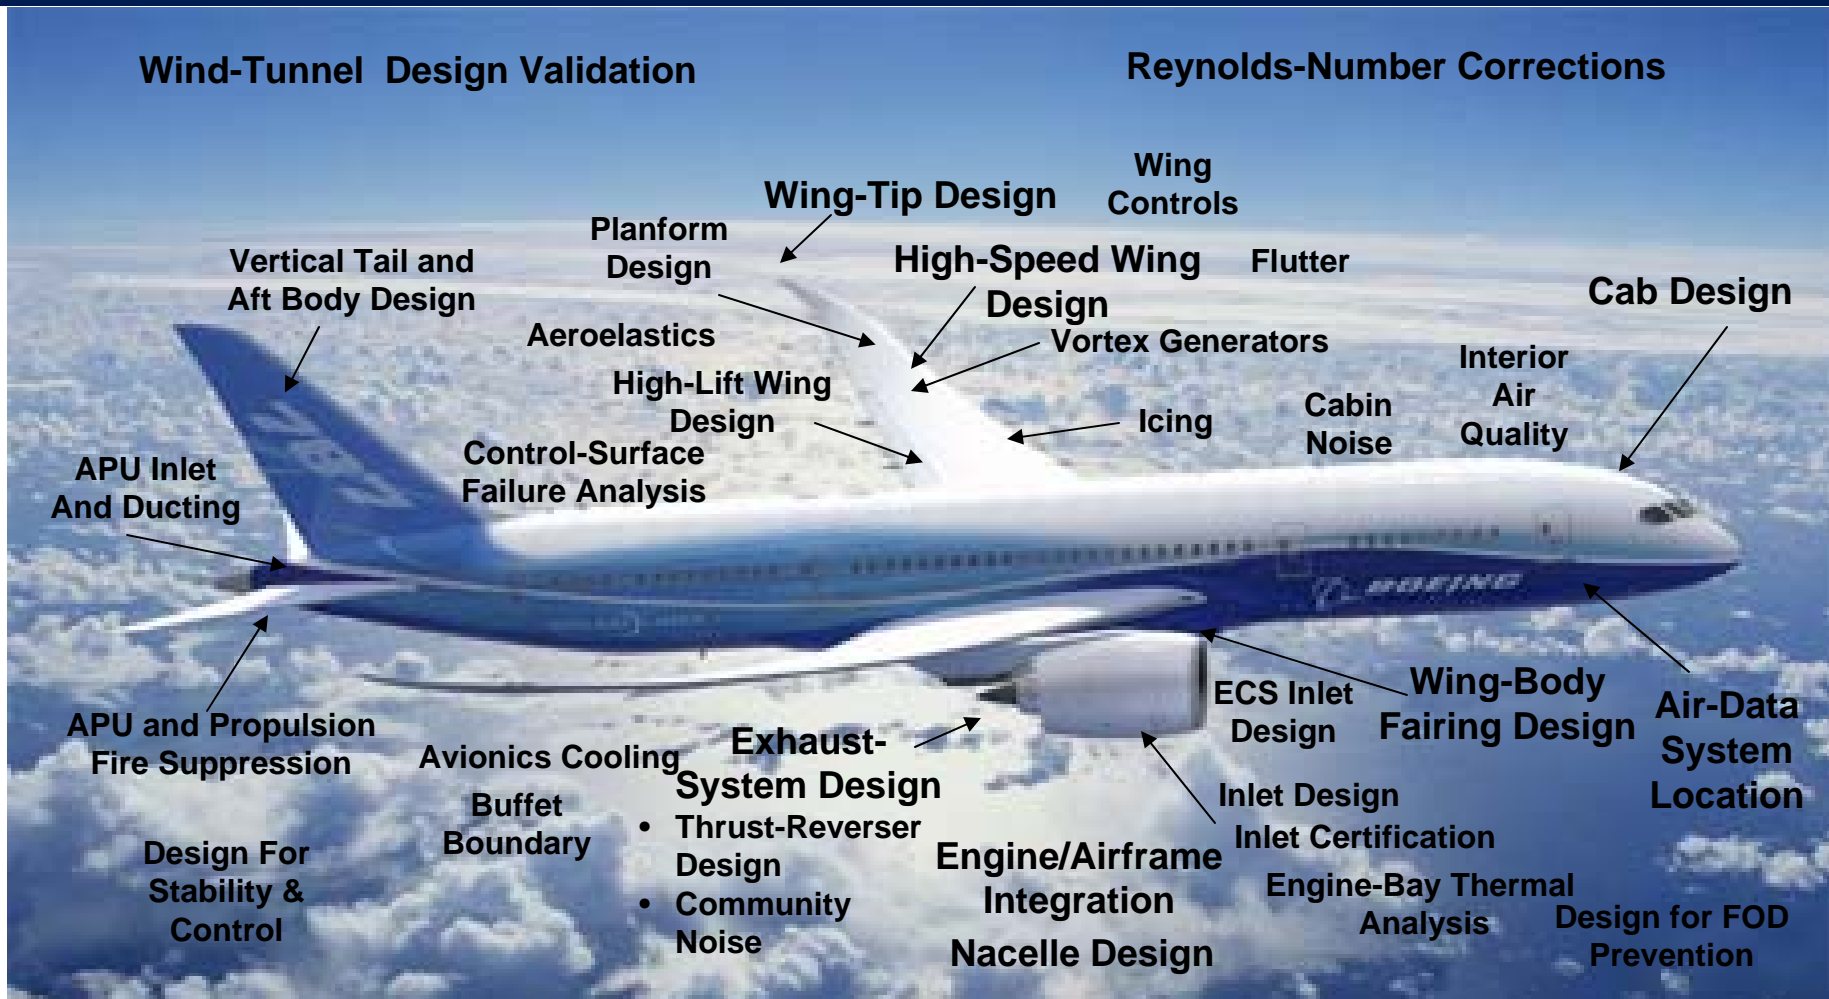 Wind-Tunnel Design Validation
Reynolds-Number Corrections
Wing
Controls
Wing-Tip Design
Planform
Design
High-Speed Wing
Design
Flutter
Vertical Tail and
Aft Body Design
Cab Design
Aeroelastics
Vortex Generators
Interior
Air
Quality
High-Lift Wing
Design
Icing
Cabin
Noise
Control-Surface
Failure Analysis
APU Inlet
And Ducting
787
BOEING
APU and Propulsion
Fire Suppression
Avionics Cooling
Buffet
Boundary
Design For
Stability &
Control
Exhaust-
System Design
• Thrust-Reverser
Design
• Community
Noise
ECS Inlet
Design
Wing-Body
Fairing Design
Air-Data
System
Location
Inlet Design
Inlet Certification
Engine/Airframe
Integration
Nacelle Design
Engine-Bay Thermal
Analysis
Design for FOD
Prevention